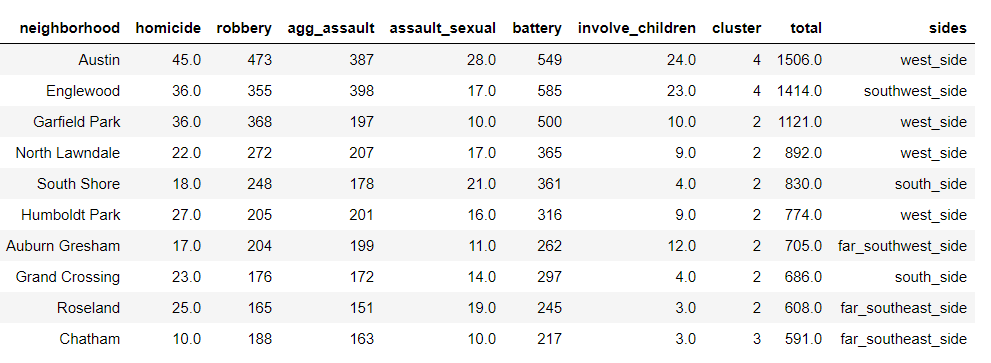 neighborhood homicide robbery agg_assault assault_sexual battery involve_children cluster total sides
Austin 45.0 473 387 28.0 549 24.0 4 1506.0 west_side
Englewood 36.0 355 398 17.0 585 23.0 4 1414.0 southwest_side
Garfield Park 36.0 368 197 10.0 500 10.0 2 1121.0 west_side
North Lawndale 22.0 272 207 17.0 365 9.0 2 892.0 west_side
South Shore 18.0 248 178 21.0 361 4.0 2 830.0 south_side
Humboldt Park 27.0 205 201 16.0 316 9.0 2 774.0 west_side
Auburn Gresham 17.0 204 199 11.0 262 12.0 2 705.0 far_southwest_side
Grand Crossing 23.0 176 172 14.0 297 4.0 2 686.0 south_side
Roseland 25.0 165 151 19.0 245 3.0 2 608.0 far_southeast_side
Chatham 10.0 188 163 10.0 217 3.0 3 591.0 far_southeast_side